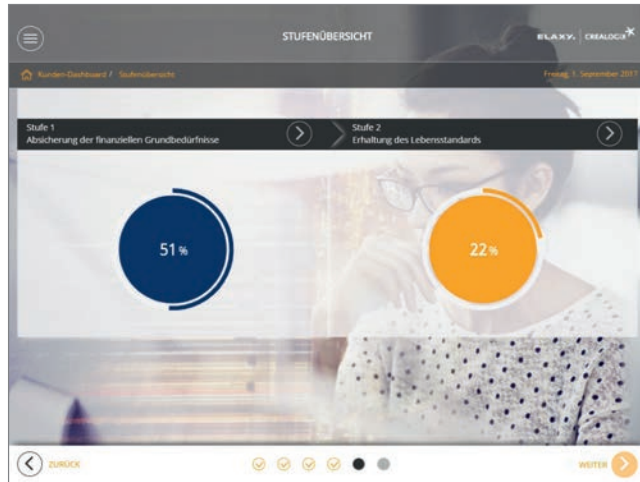 STUFENÜBERSICHT
ELAXY. CREALOGIX
Kunden-Dashboard / Stufenübersicht
Freitag, 1. September 2017
Stufe 1
Absicherung der finanziellen Grundbedürfnisse
Stufe 2
Erhaltung des Lebensstandards
51 %
22 %
ZURÜCK
WEITER